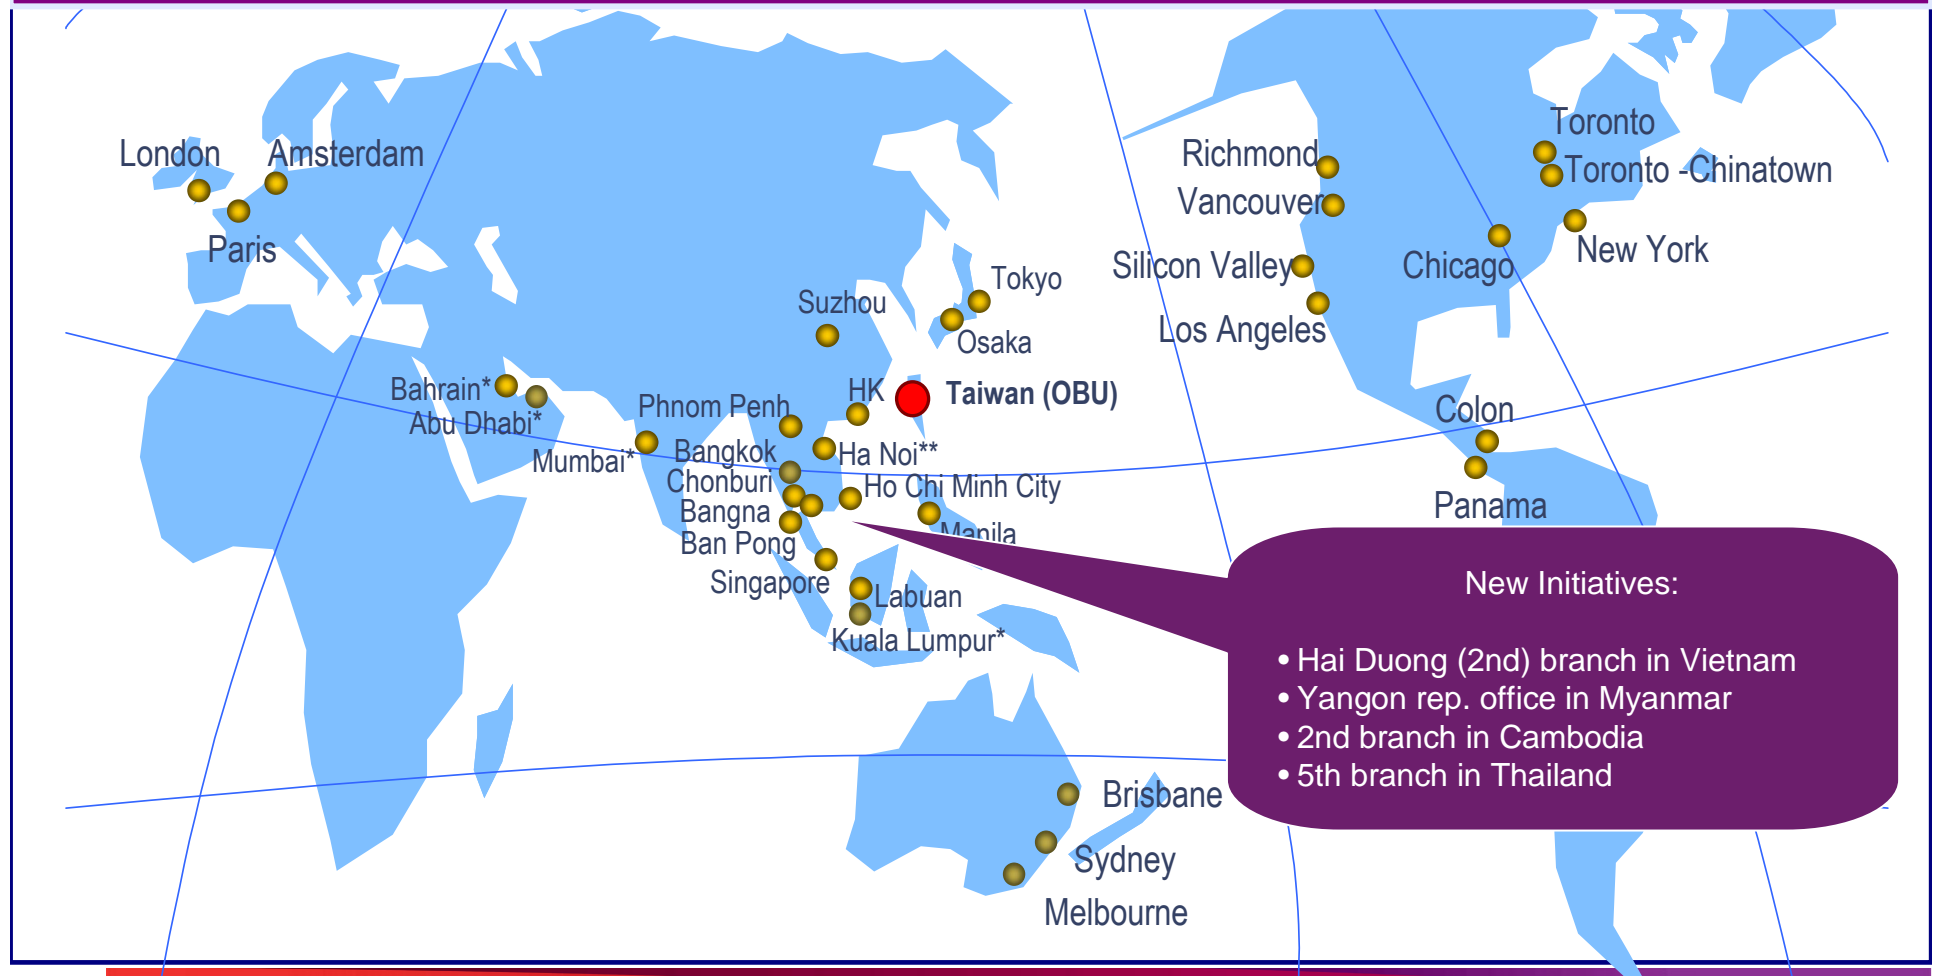 Toronto
London
Amsterdam
Richmond
Toronto -Chinatown
Vancouver
Paris
New York
Silicon Valley
Chicago
Tokyo
Suzhou
Los Angeles
Osaka
Bahrain*
HK
Taiwan (OBU)
Phnom Penh
Colon
Abu Dhabi*
Bangkok
Ha Noi**
Mumbai*
Chonburi
Ho Chi Minh City
Panama
Bangna
Manila
Ban Pong
Singapore
Labuan
Kuala Lumpur*
New Initiatives:
• Hai Duong (2nd) branch in Vietnam
• Yangon rep. office in Myanmar
• 2nd branch in Cambodia
• 5th branch in Thailand
Brisbane
Sydney
Melbourne